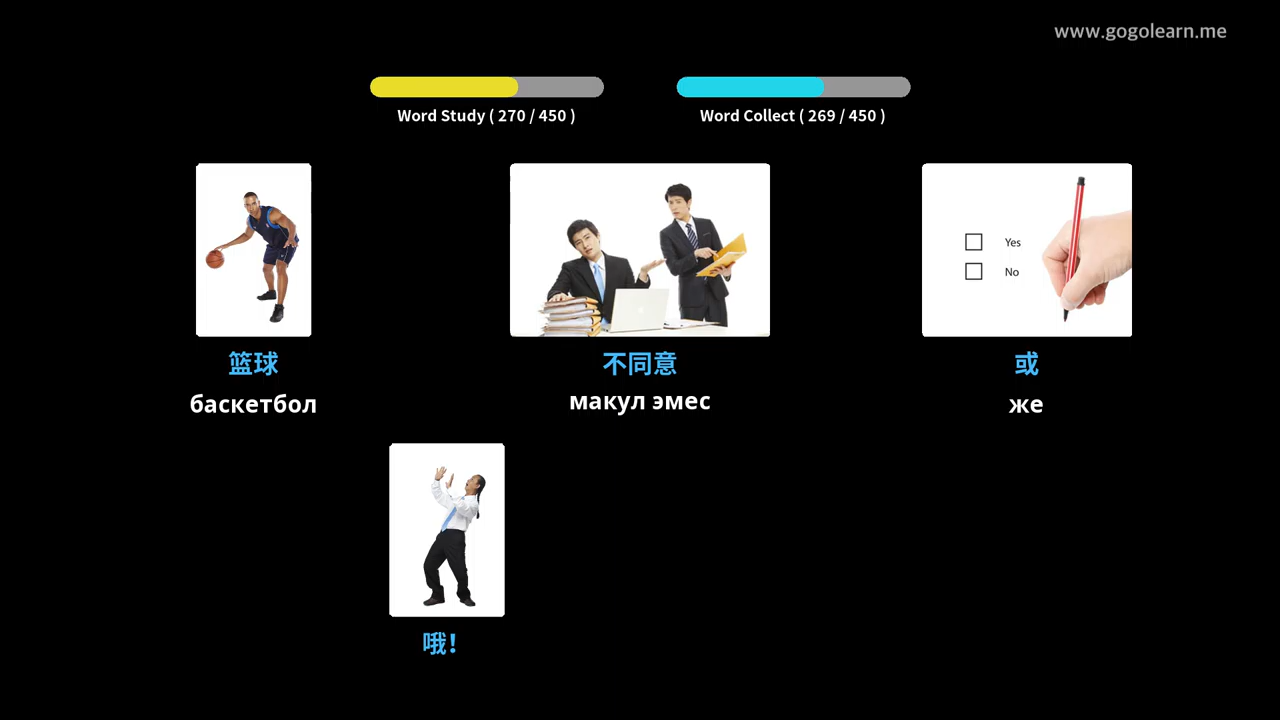 www.gogolearn.me
Word Study ( 270 / 450 )
Word Collect ( 269 / 450 )
Yes
No
篮球
不同意
或
баскетбол
макул эмес
же
哦！